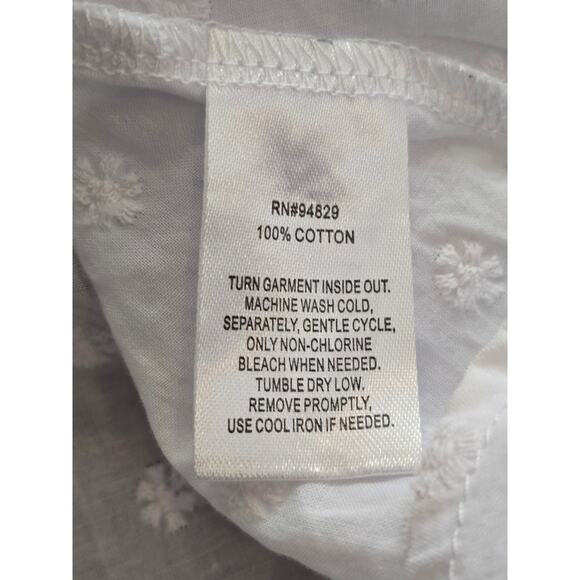 RN#94829
100% COTTON
TURN GARMENT INSIDE OUT.
MACHINE WASH COLD,
SEPARATELY, GENTLE CYCLE,
ONLY NON-CHLORINE
BLEACH WHEN NEEDED.
TUMBLE DRY LOW.
REMOVE PROMPTLY,
USE COOL IRON IF NEEDED.